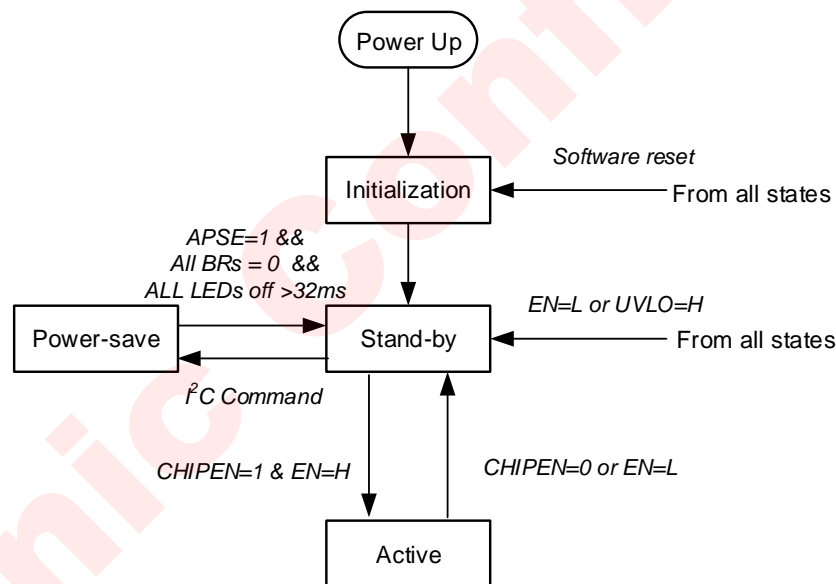 Power Up
Software reset
Initialization
From all states
APSE=1 &&
All BRs = 0 &&
ALL LEDs off >32ms
EN=L or UVLO=H
Power-save
Stand-by
From all states
I²C Command
CHIPEN=1 & EN=H
CHIPEN=0 or EN=L
Active